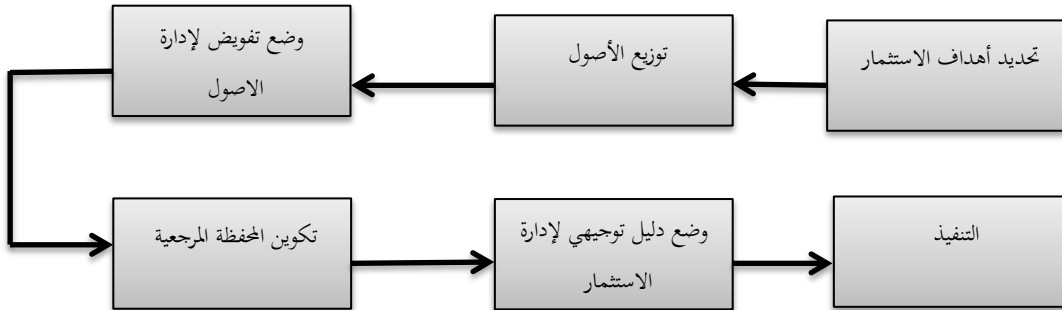 تحديد أهداف الاستثمار
توزيع الأصول
وضع تفويض لإدارة
الاصول
تكوين المحفظة المرجعية
وضع دليل توجيهي لإدارة
الاستثمار
التنفيذ